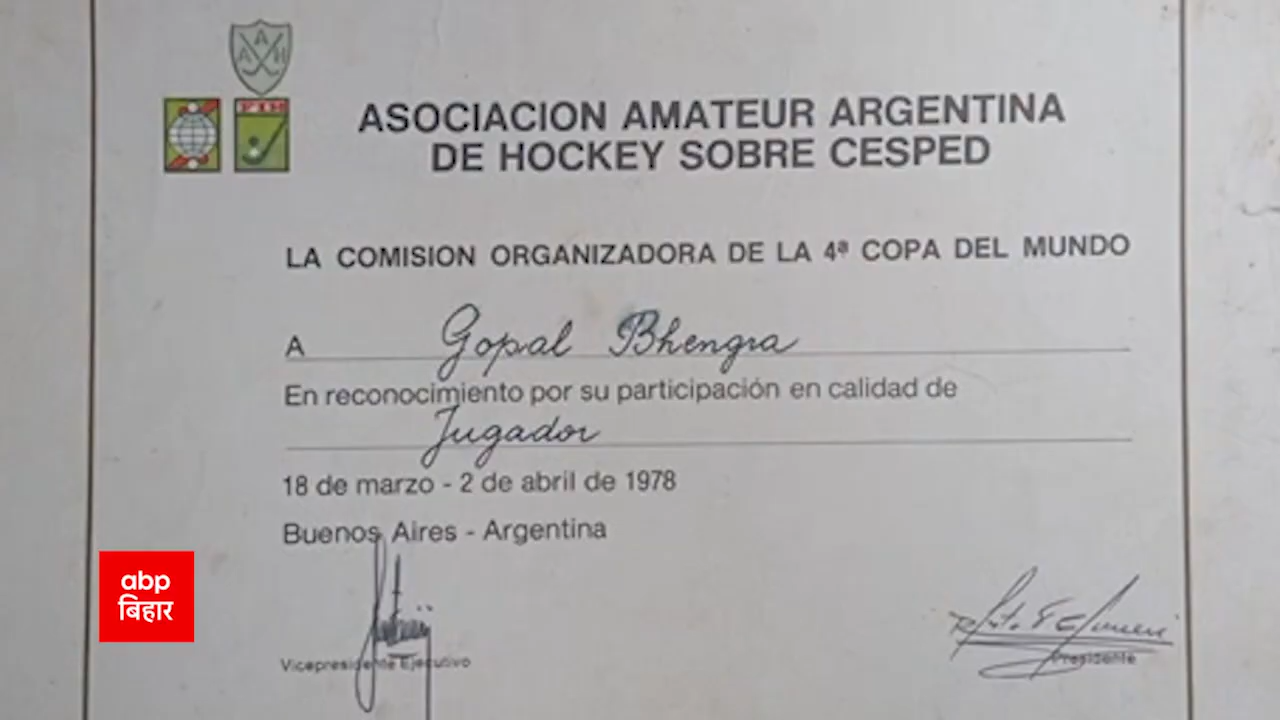 A
A H
F I H
ASOCIACION AMATEUR ARGENTINA
DE HOCKEY SOBRE CESPED
LA COMISION ORGANIZADORA DE LA 4ª COPA DEL MUNDO
A Gopal Bhengra
En reconocimiento por su participación en calidad de
Jugador
18 de marzo - 2 de abril de 1978
Buenos Aires - Argentina
abp
बिहार
Vicepresidente Ejecutivo
Presidente